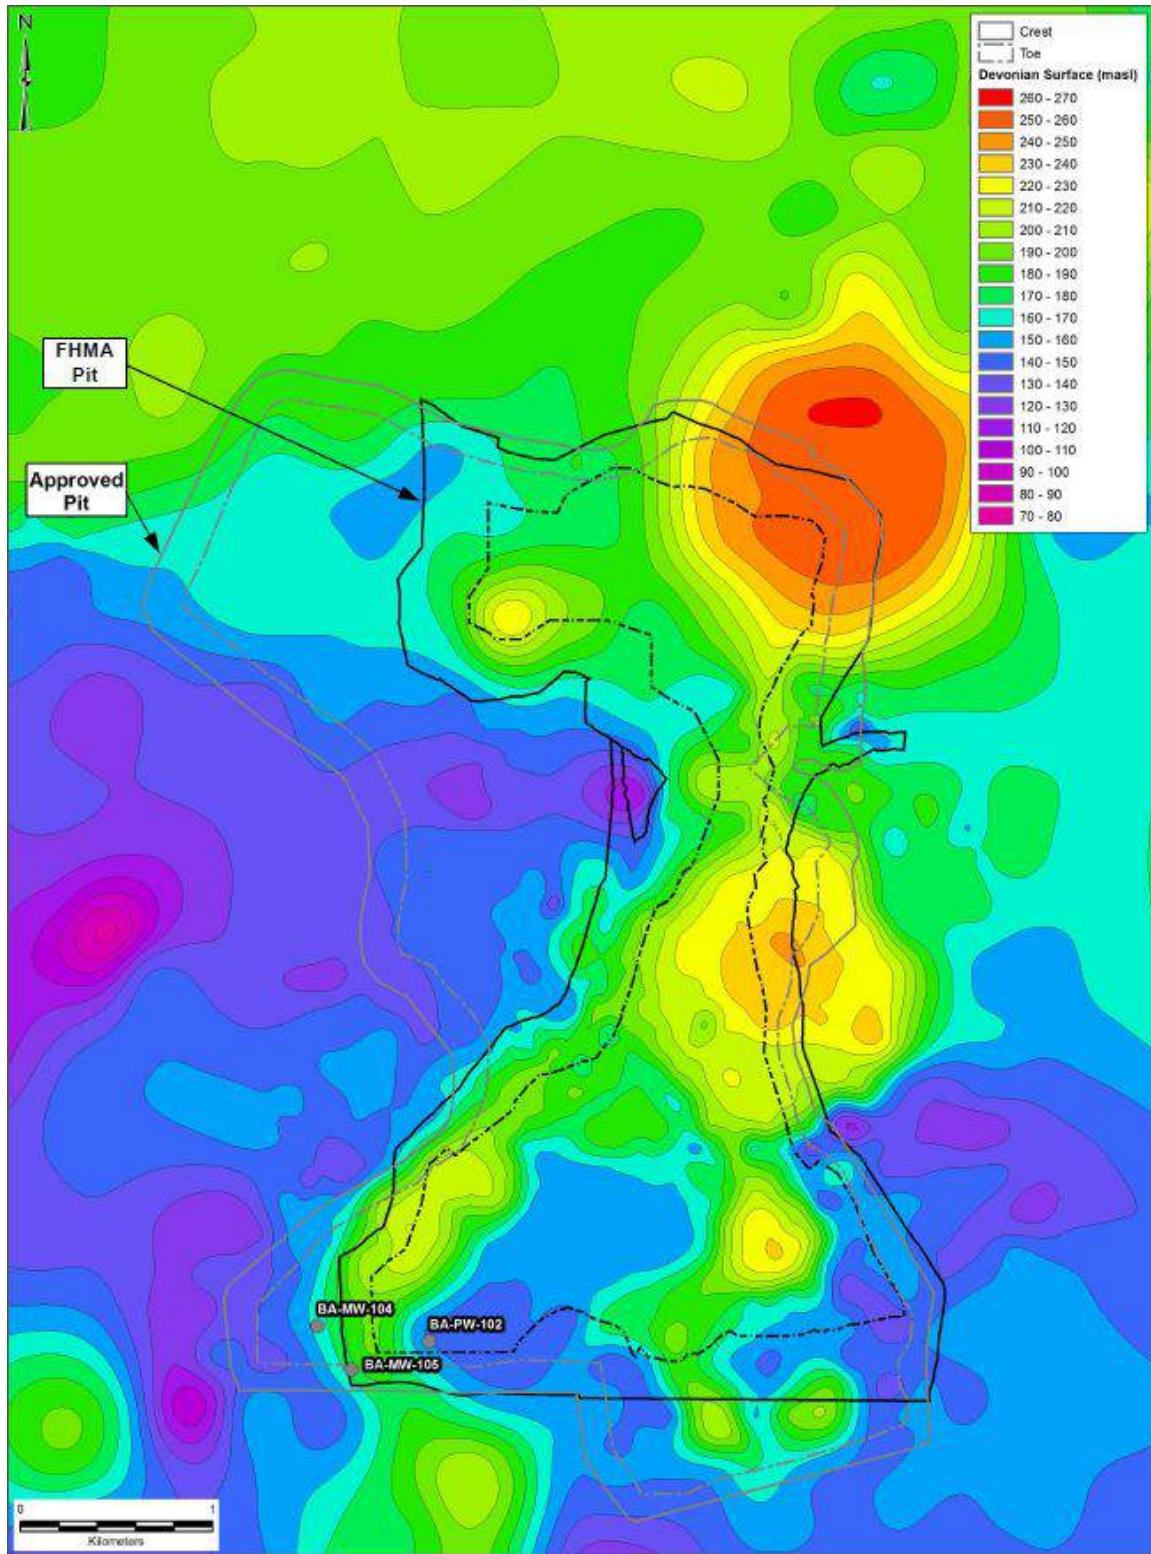 N
Crest
Toe
Devonian Surface (masl)
260 - 270
250 - 260
240 - 250
230 - 240
220 - 230
210 - 220
200 - 210
190 - 200
180 - 190
170 - 180
160 - 170
150 - 160
140 - 150
130 - 140
120 - 130
110 - 120
100 - 110
90 - 100
80 - 90
70 - 80
FHMA
Pit
Approved
Pit
BA-MW-104
BA-PW-102
BA-MW-105
0 1
Kilometers